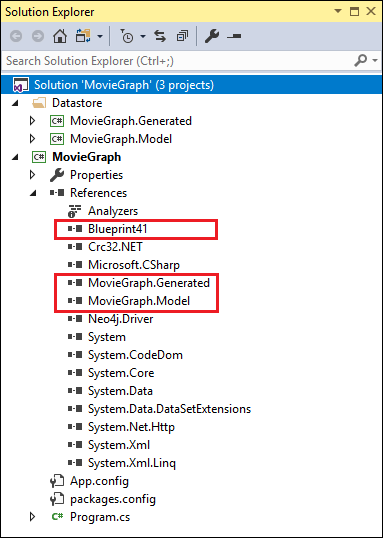 Solution Explorer
Search Solution Explorer (Ctrl+;)
Solution 'MovieGraph' (3 projects)
Datastore
C# MovieGraph.Generated
C# MovieGraph.Model
C# MovieGraph
Properties
References
Analyzers
Blueprint41
Crc32.NET
Microsoft.CSharp
MovieGraph.Generated
MovieGraph.Model
Neo4j.Driver
System
System.CodeDom
System.Core
System.Data
System.Data.DataSetExtensions
System.Net.Http
System.Xml
System.Xml.Linq
App.config
packages.config
C# Program.cs